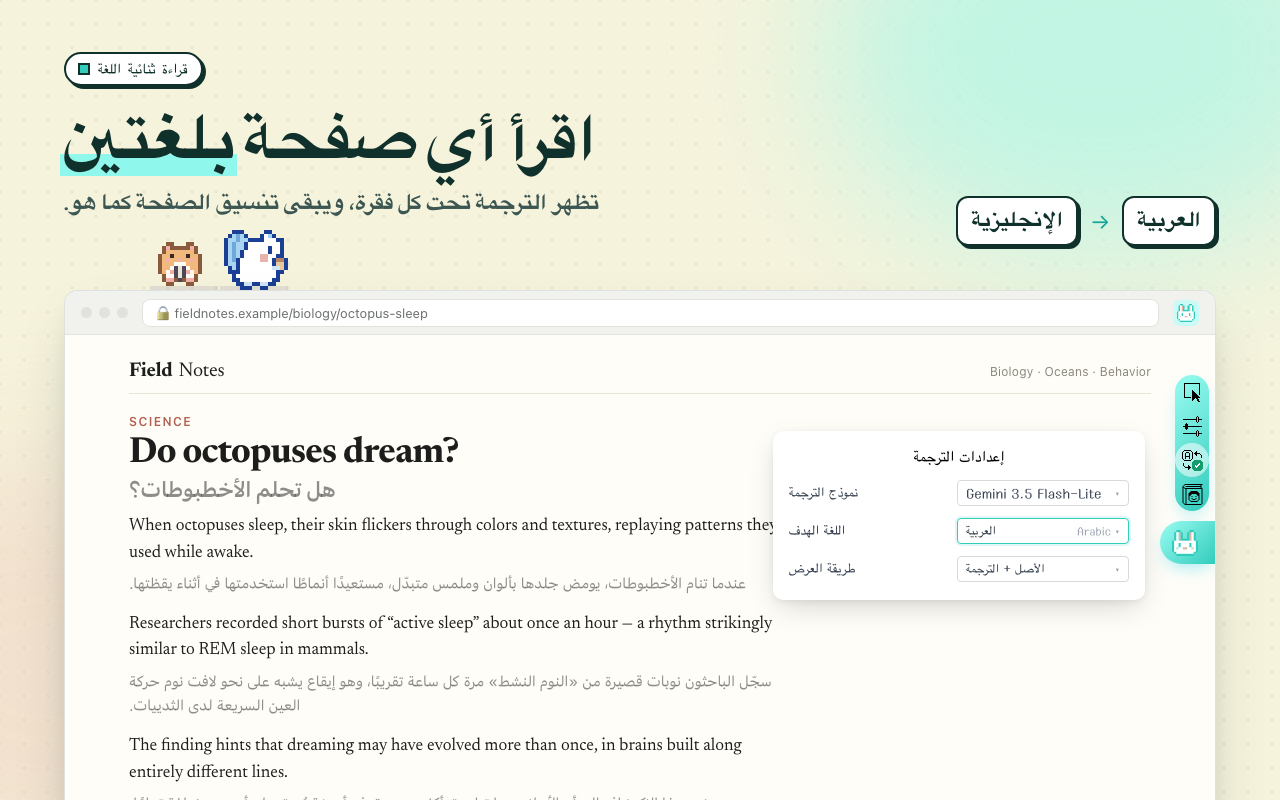 قراءة ثنائية اللغة
اقرأ أي صفحة بلغتين
تظهر الترجمة تحت كل فقرة، ويبقى تنسيق الصفحة كما هو.
الإنجليزية → العربية
fieldnotes.example/biology/octopus-sleep
Field Notes
Biology · Oceans · Behavior
SCIENCE
Do octopuses dream?
هل تحلم الأخطبوطات؟
When octopuses sleep, their skin flickers through colors and textures, replaying patterns they
used while awake.
عندما تنام الأخطبوطات، يومض جلدها بألوان وملمس متبدّل، مستعيدًا أنماطًا استخدمتها في أثناء يقظتها.
Researchers recorded short bursts of “active sleep” about once an hour — a rhythm strikingly
similar to REM sleep in mammals.
سجّل الباحثون نوبات قصيرة من «النوم النشط» مرة كل ساعة تقريبًا، وهو إيقاع يشبه على نحو لافت نوم حركة
العين السريعة لدى الثدييات.
The finding hints that dreaming may have evolved more than once, in brains built along
entirely different lines.
إعدادات الترجمة
نموذج الترجمة
Gemini 3.5 Flash-Lite
اللغة الهدف
العربية Arabic
طريقة العرض
الأصل + الترجمة